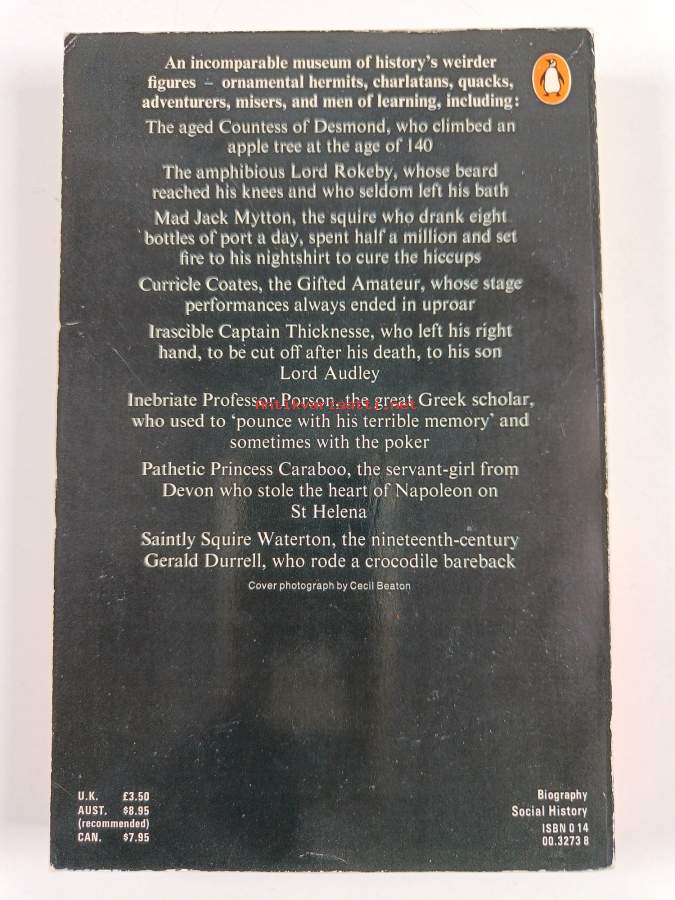 An incomparable museum of history's weirder
figures – ornamental hermits, charlatans, quacks,
adventurers, misers, and men of learning, including:
The aged Countess of Desmond, who climbed an
apple tree at the age of 140
The amphibious Lord Rokeby, whose beard
reached his knees and who seldom left his bath
Mad Jack Mytton, the squire who drank eight
bottles of port a day, spent half a million and set
fire to his nightshirt to cure the hiccups
Curricle Coates, the Gifted Amateur, whose stage
performances always ended in uproar
Irascible Captain Thicknesse, who left his right
hand, to be cut off after his death, to his son
Lord Audley
Inebriate Professor Porson, the great Greek scholar,
antikvariaatti.net
who used to 'pounce with his terrible memory' and
sometimes with the poker
Pathetic Princess Caraboo, the servant-girl from
Devon who stole the heart of Napoleon on
St Helena
Saintly Squire Waterton, the nineteenth-century
Gerald Durrell, who rode a crocodile bareback
Cover photograph by Cecil Beaton
U.K. £3.50
AUST. $8.95
(recommended)
CAN. $7.95
Biography
Social History
ISBN 0 14
00.3273 8